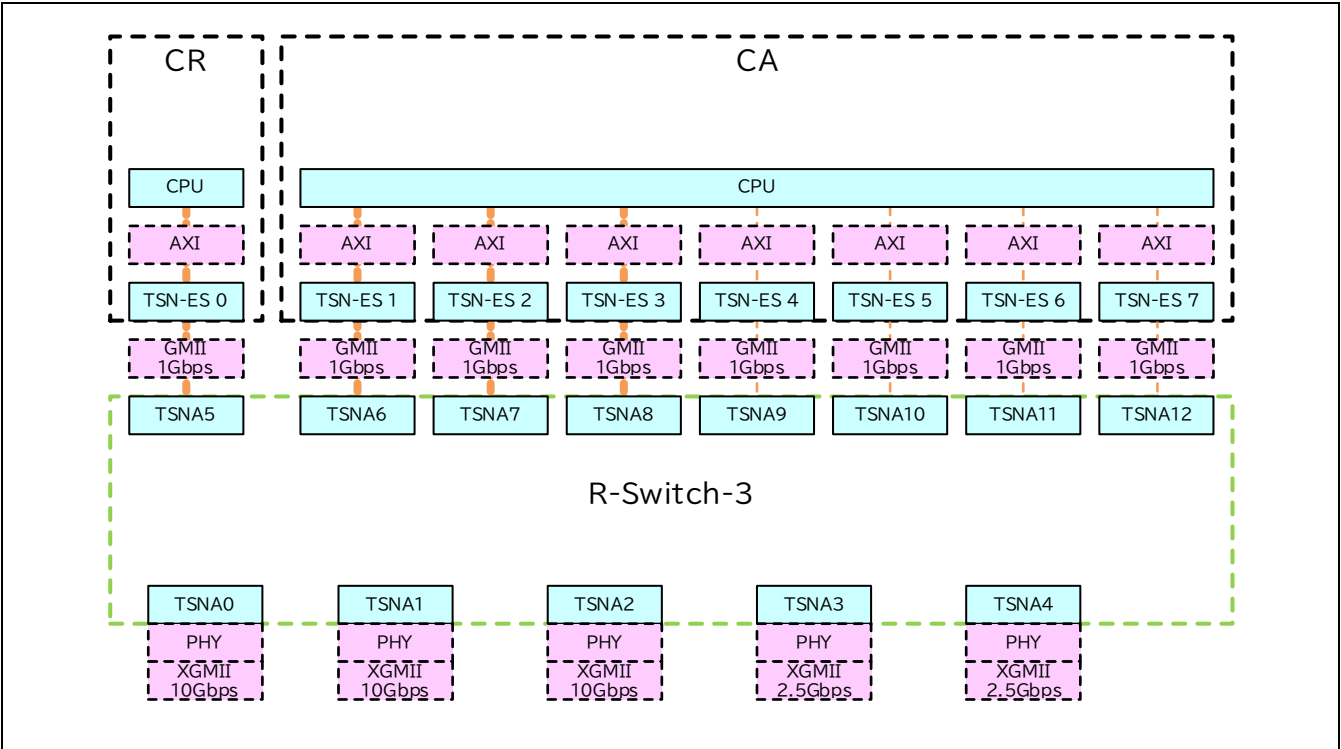 CR
CA
CPU
CPU
AXI
AXI
AXI
AXI
AXI
AXI
AXI
AXI
TSN-ES 0
TSN-ES 1
TSN-ES 2
TSN-ES 3
TSN-ES 4
TSN-ES 5
TSN-ES 6
TSN-ES 7
GMII
1Gbps
GMII
1Gbps
GMII
1Gbps
GMII
1Gbps
GMII
1Gbps
GMII
1Gbps
GMII
1Gbps
GMII
1Gbps
TSNA5
TSNA6
TSNA7
TSNA8
TSNA9
TSNA10
TSNA11
TSNA12
R-Switch-3
TSNA0
TSNA1
TSNA2
TSNA3
TSNA4
PHY
PHY
PHY
PHY
PHY
XGMII
10Gbps
XGMII
10Gbps
XGMII
10Gbps
XGMII
2.5Gbps
XGMII
2.5Gbps